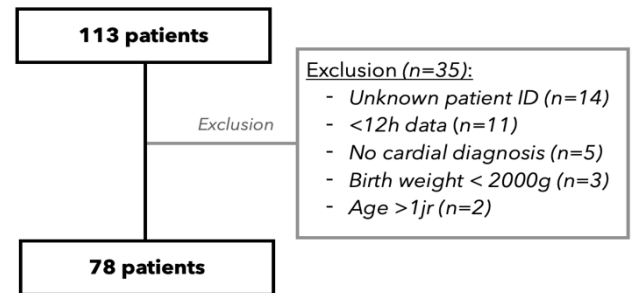 113 patients
Exclusion
Exclusion (n=35):
- Unknown patient ID (n=14)
- <12h data (n=11)
- No cardial diagnosis (n=5)
- Birth weight < 2000g (n=3)
- Age >1jr (n=2)
78 patients